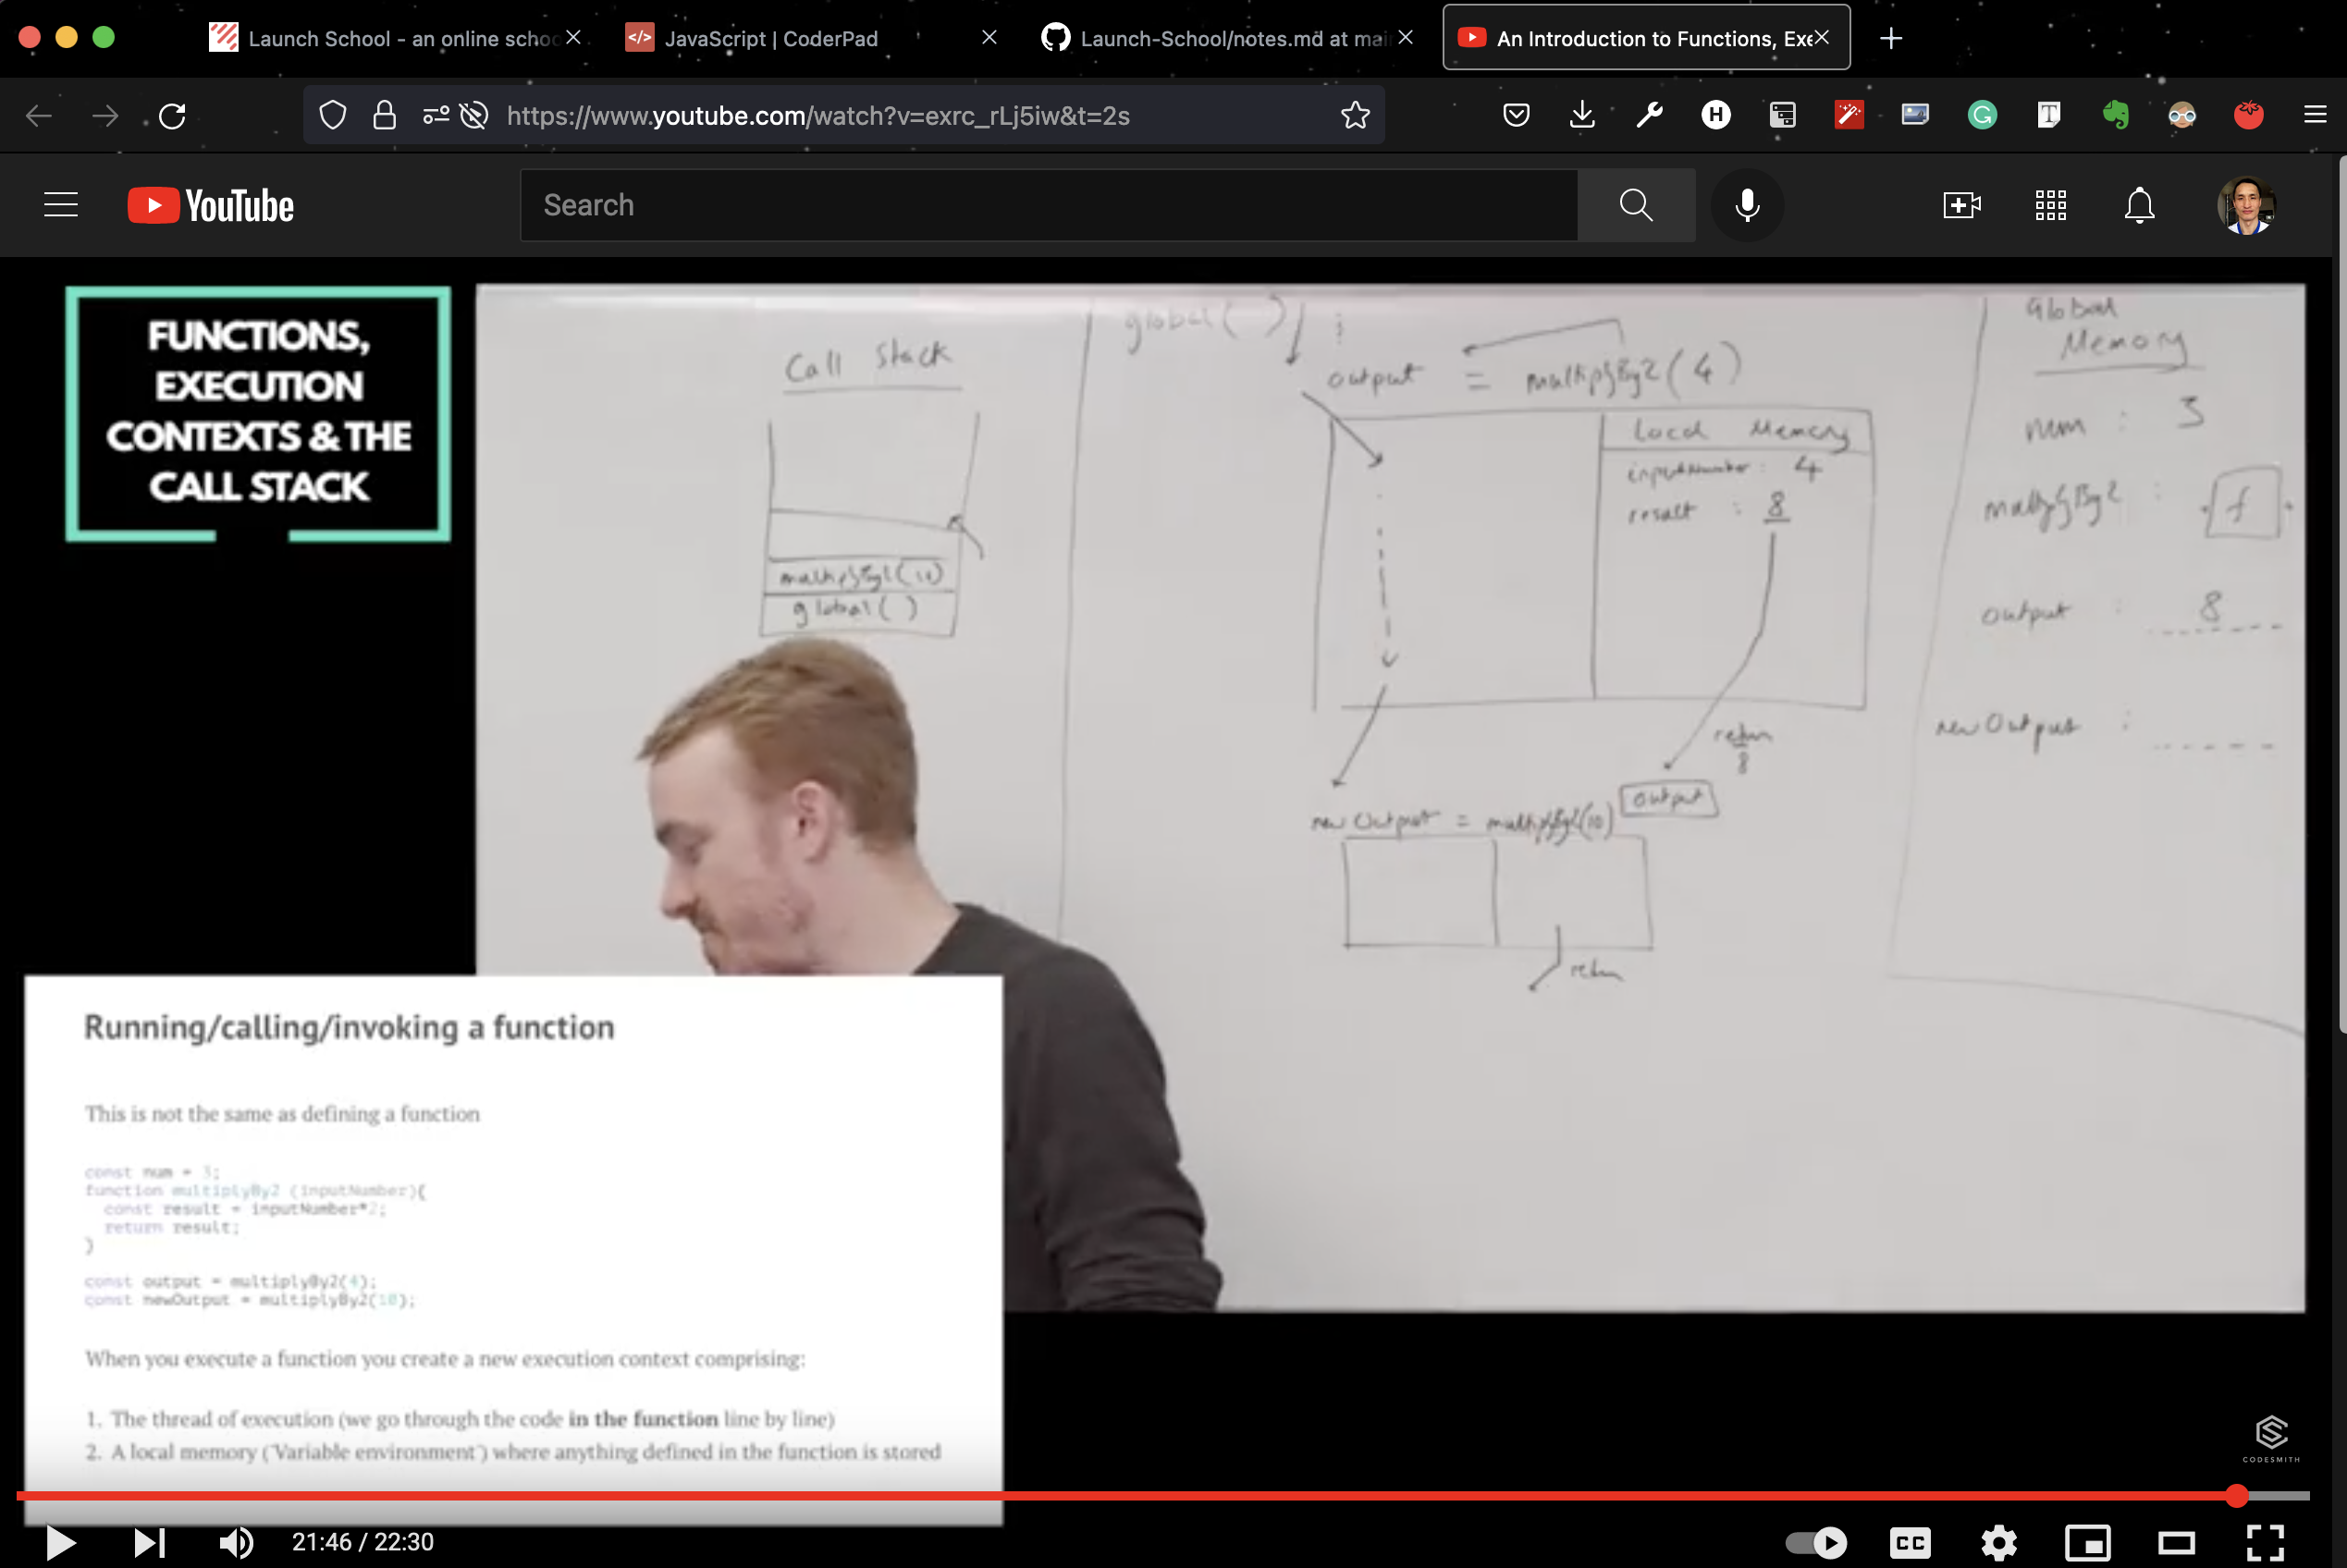 Launch School - an online schoo
JavaScript | CoderPad
Launch-School/notes.md at mai
An Introduction to Functions, Exe
https://www.youtube.com/watch?v=exrc_rLj5iw&t=2s
YouTube
Search
FUNCTIONS,
EXECUTION
CONTEXTS & THE
CALL STACK
Call Stack
multiplyBy2(10)
global( )
global( )
output = multiplyBy2(4)
Local Memory
inputNumber : 4
result : 8
return
8
output
newOutput = multiplyBy2(10)
return
Global
Memory
num : 3
multiplyBy2 : f
output : 8
newOutput :
Running/calling/invoking a function
This is not the same as defining a function
const num = 3;
function multiplyBy2 (inputNumber){
const result = inputNumber*2;
return result;
}
const output = multiplyBy2(4);
const newOutput = multiplyBy2(10);
When you execute a function you create a new execution context comprising:
1. The thread of execution (we go through the code in the function line by line)
2. A local memory ('Variable environment') where anything defined in the function is stored
CODESMITH
21:46 / 22:30
CC